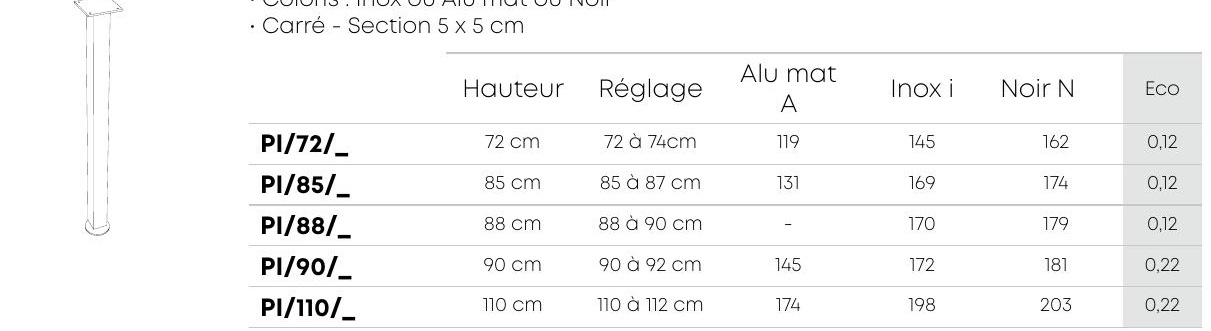 · Coloris : Inox ou Alu mat ou Noir
· Carré - Section 5 x 5 cm
Hauteur Réglage Alu mat A Inox i Noir N Eco
PI/72/_ 72 cm 72 à 74cm 119 145 162 0,12
PI/85/_ 85 cm 85 à 87 cm 131 169 174 0,12
PI/88/_ 88 cm 88 à 90 cm - 170 179 0,12
PI/90/_ 90 cm 90 à 92 cm 145 172 181 0,22
PI/110/_ 110 cm 110 à 112 cm 174 198 203 0,22